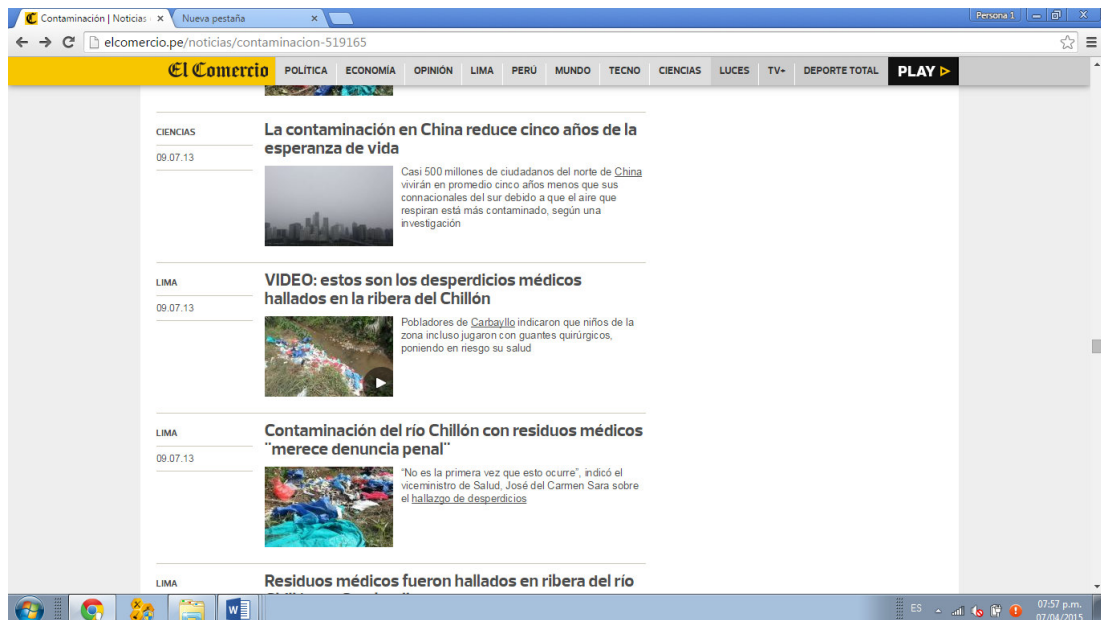 Contaminación | Noticias
Nueva pestaña
Persona 1
elcomercio.pe/noticias/contaminacion-519165
El Comercio POLÍTICA ECONOMÍA OPINIÓN LIMA PERÚ MUNDO TECNO CIENCIAS LUCES TV+ DEPORTE TOTAL PLAY
CIENCIAS
09.07.13
La contaminación en China reduce cinco años de la
esperanza de vida
Casi 500 millones de ciudadanos del norte de China
vivirán en promedio cinco años menos que sus
connacionales del sur debido a que el aire que
respiran está más contaminado, según una
investigación
LIMA
09.07.13
VIDEO: estos son los desperdicios médicos
hallados en la ribera del Chillón
Pobladores de Carbayllo indicaron que niños de la
zona incluso jugaron con guantes quirúrgicos,
poniendo en riesgo su salud
LIMA
09.07.13
Contaminación del río Chillón con residuos médicos
¨merece denuncia penal¨
“No es la primera vez que esto ocurre”, indicó el
viceministro de Salud, José del Carmen Sara sobre
el hallazgo de desperdicios
LIMA
Residuos médicos fueron hallados en ribera del río
ES
07:57 p.m.
07/04/2015